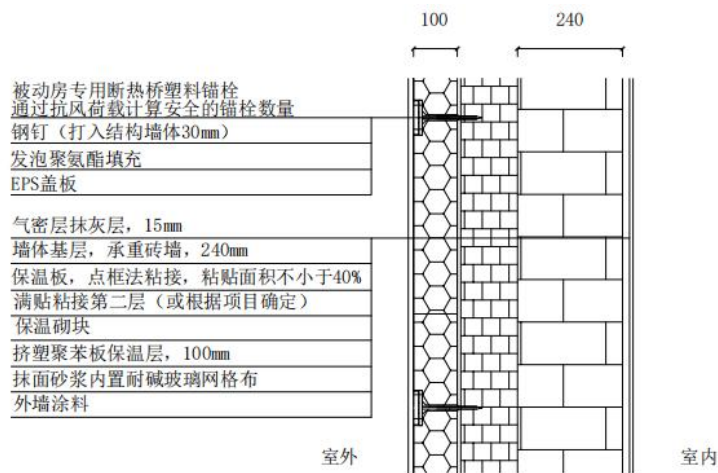 100
240
被动房专用断热桥塑料锚栓
通过抗风荷载计算安全的锚栓数量
钢钉（打入结构墙体30mm）
发泡聚氨酯填充
EPS盖板
气密层抹灰层，15mm
墙体基层，承重砖墙，240mm
保温板，点框法粘接，粘贴面积不小于40%
满贴粘接第二层（或根据项目确定）
保温砌块
挤塑聚苯板保温层，100mm
抹面砂浆内置耐碱玻璃网格布
外墙涂料
室外
室内